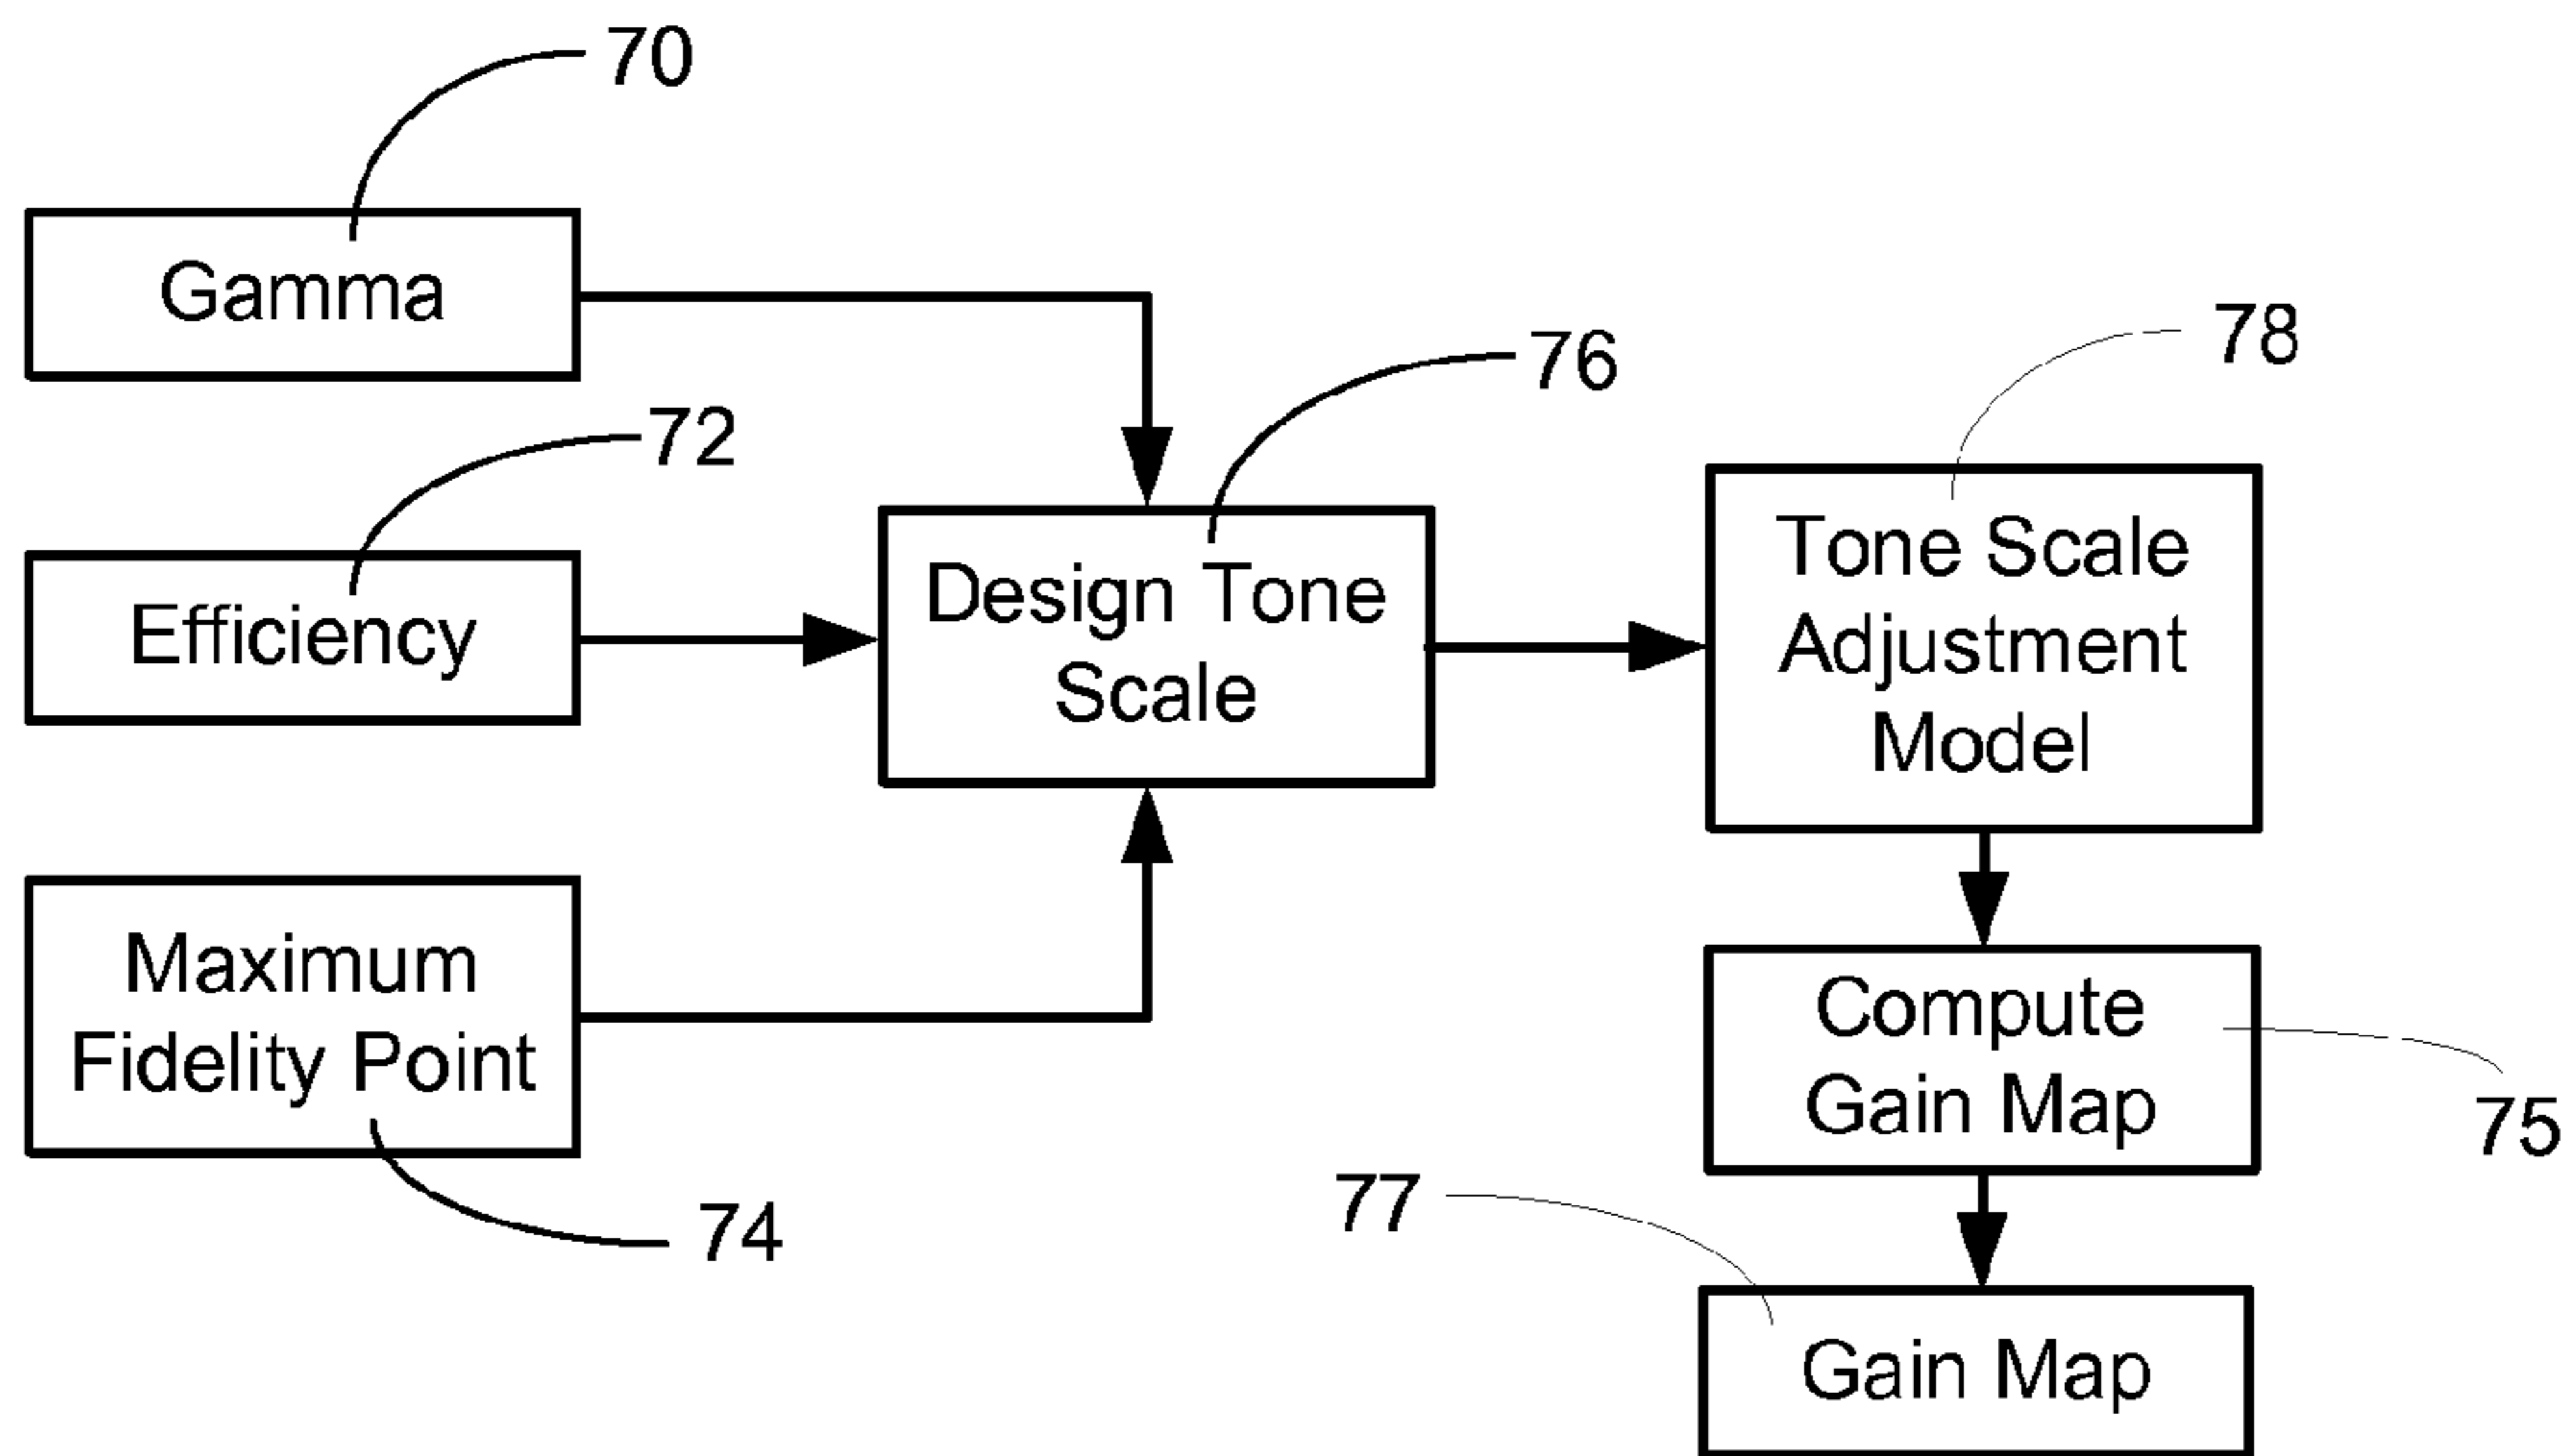 70
Gamma
72
Efficiency
76
Design Tone
Scale
78
Tone Scale
Adjustment
Model
Maximum
Fidelity Point
74
Compute
Gain Map
75
77
Gain Map